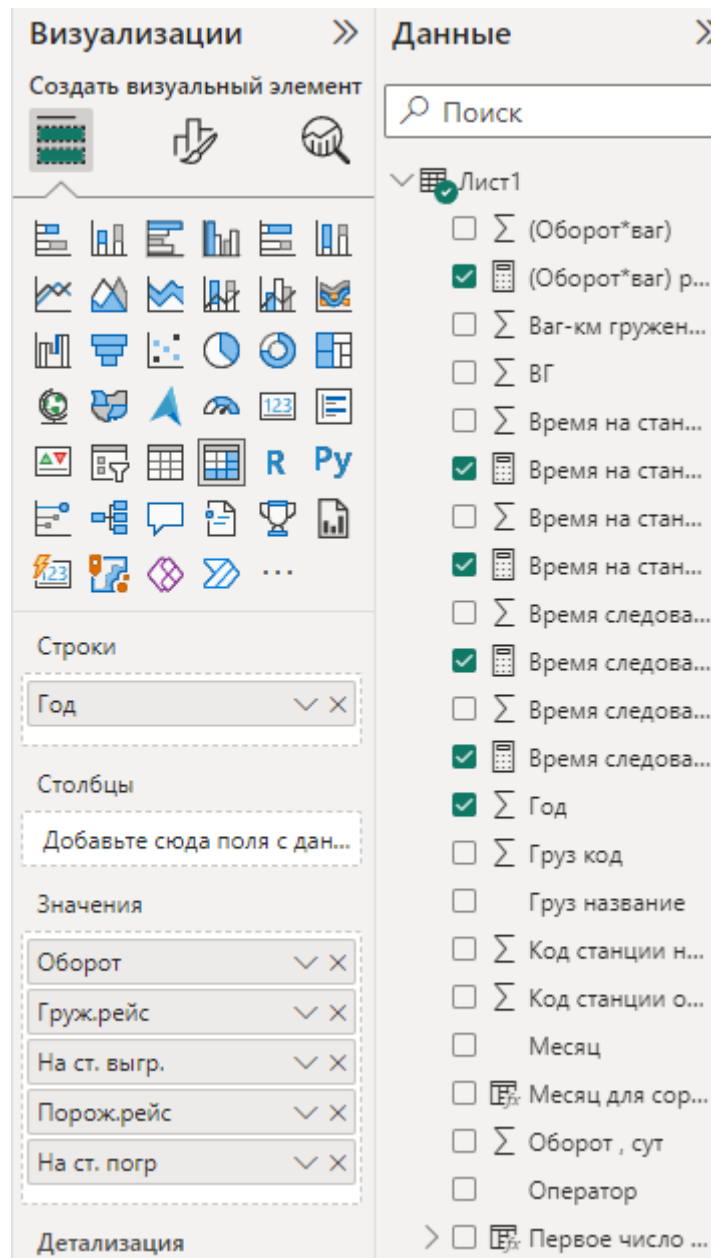 Визуализации
Создать визуальный элемент
123
R
Py
123
Строки
Год
Столбцы
Добавьте сюда поля с дан...
Значения
Оборот
Груж.рейс
На ст. выгр.
Порож.рейс
На ст. погр
Детализация
Данные
Поиск
Лист1
(Оборот*ваг)
(Оборот*ваг) р...
Ваг-км гружен...
ВГ
Время на стан...
Время на стан...
Время на стан...
Время на стан...
Время следова...
Время следова...
Время следова...
Время следова...
Год
Груз код
Груз название
Код станции н...
Код станции о...
Месяц
Месяц для сор...
Оборот , сут
Оператор
Первое число ...